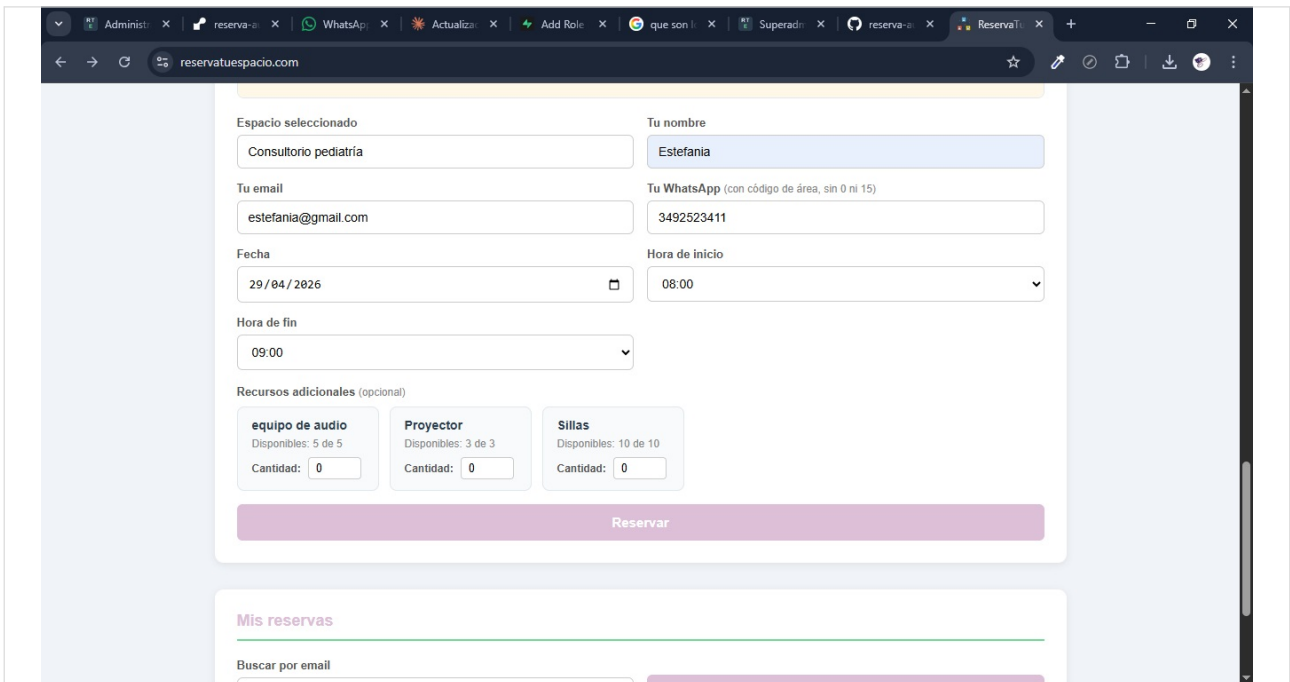 Administ
reserva-a
WhatsAp
Actualiza
Add Role
que son l
Superadm
reserva-a
ReservaTu
reservatuespacio.com
Espacio seleccionado
Tu nombre
Consultorio pediatría
Estefania
Tu email
Tu WhatsApp (con código de área, sin 0 ni 15)
estefania@gmail.com
3492523411
Fecha
Hora de inicio
29/04/2026
08:00
Hora de fin
09:00
Recursos adicionales (opcional)
equipo de audio
Disponibles: 5 de 5
Cantidad: 0
Proyector
Disponibles: 3 de 3
Cantidad: 0
Sillas
Disponibles: 10 de 10
Cantidad: 0
Reservar
Mis reservas
Buscar por email